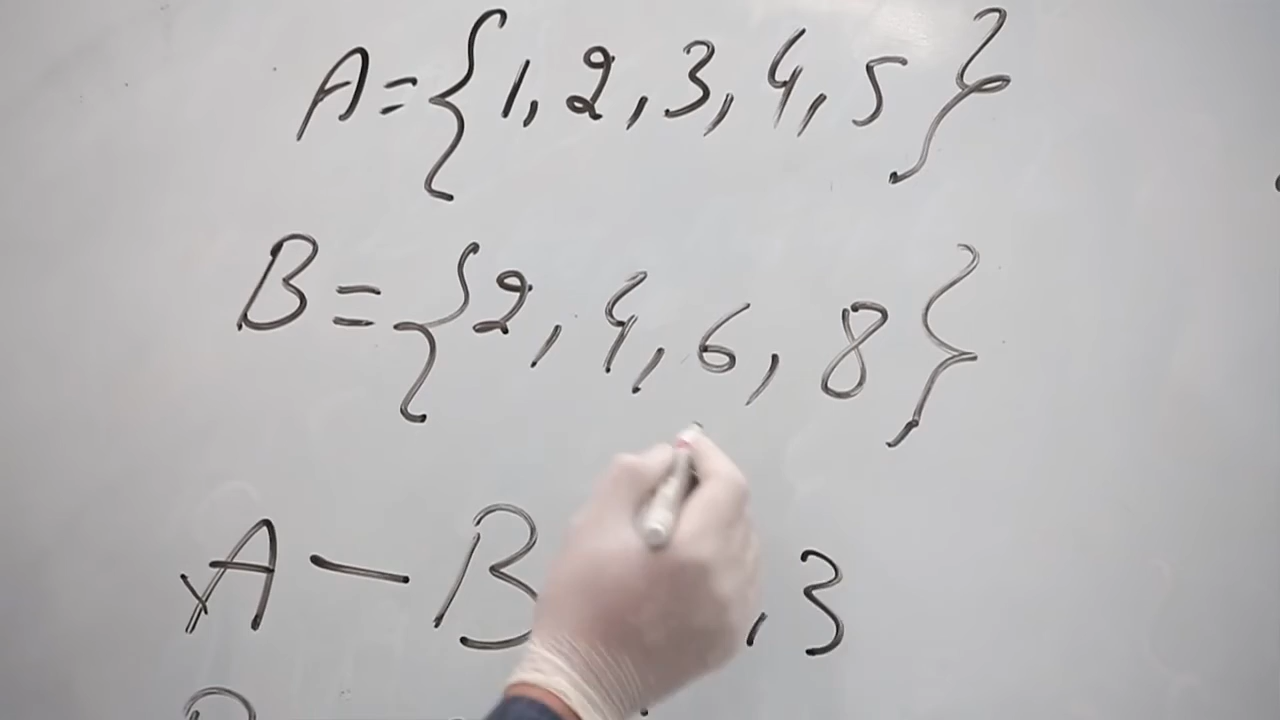 A={1, 2, 3, 4, 5}
B={2, 4, 6, 8}
A-B , 3